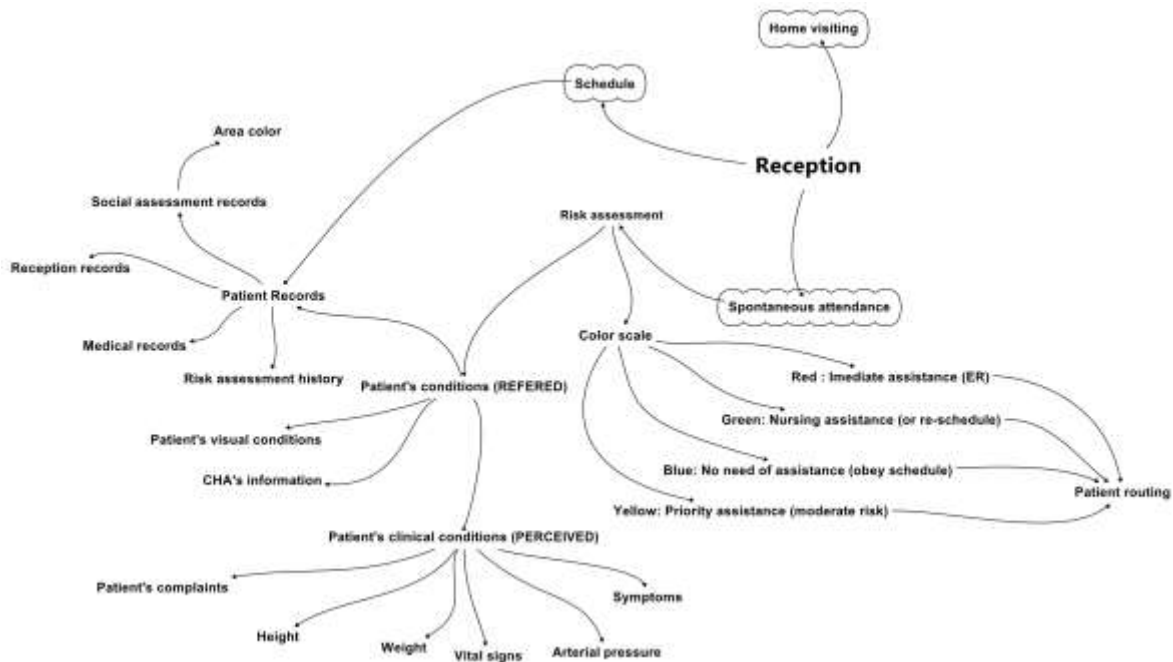 Home visiting
Schedule
Area color
Reception
Social assessment records
Risk assessment
Reception records
Patient Records
Spontaneous attendance
Color scale
Medical records
Risk assessment history
Patient's conditions (REFERED)
Red : Imediate assistance (ER)
Green: Nursing assistance (or re-schedule)
Patient's visual conditions
Blue: No need of assistance (obey schedule)
CHA's information
Patient routing
Yellow: Priority assistance (moderate risk)
Patient's clinical conditions (PERCEIVED)
Patient's complaints
Symptoms
Height
Weight
Vital signs
Arterial pressure